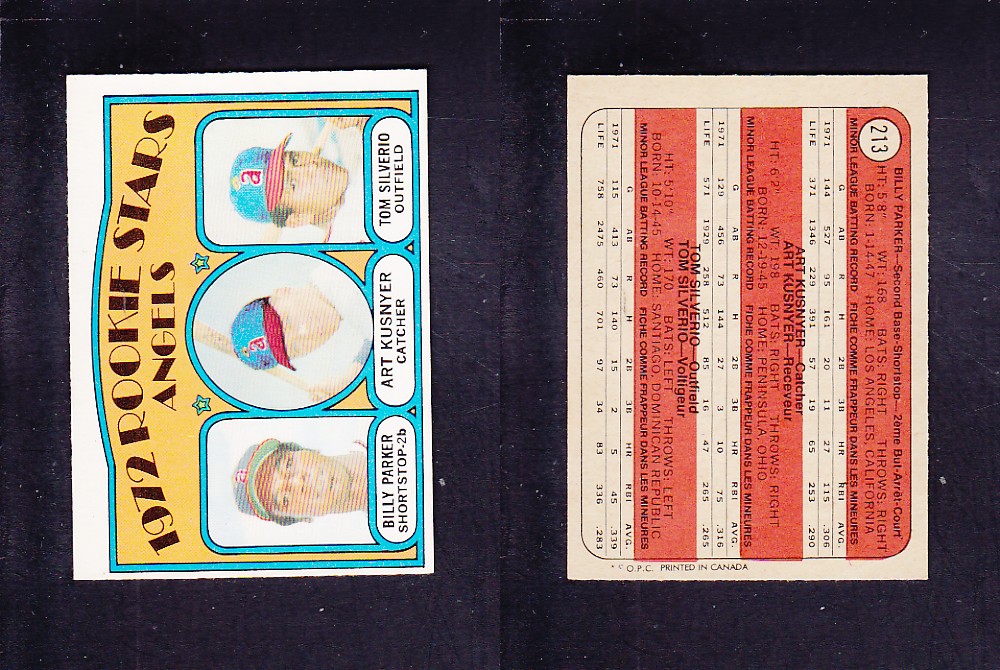 1972 ROOKIE STARS
ANGELS
BILLY PARKER
SHORTSTOP-2b
ART KUSNYER
CATCHER
TOM SILVERIO
OUTFIELD
a
a
213
BILLY PARKER—Second Base-Shortstop— 2ème But-Arrêt-Court
HT: 5'8" WT: 168 BATS: RIGHT THROWS: RIGHT
BORN: 1-14-47 HOME: LOS ANGELES, CALIFORNIA
MINOR LEAGUE BATTING RECORD FICHE COMME FRAPPEUR DANS LES MINEURES
G AB R H 2B 3B HR RBI AVG.
1971 144 527 95 161 20 11 27 115 .306
LIFE 371 1346 229 391 57 19 65 253 .290
ART KUSNYER—Catcher
ART KUSNYER—Receveur
HT: 6'2" WT: 198 BATS: RIGHT THROWS: RIGHT
BORN: 12-19-45 HOME: PENINSULA, OHIO
MINOR LEAGUE BATTING RECORD FICHE COMME FRAPPEUR DANS LES MINEURES
G AB R H 2B 3B HR RBI AVG.
1971 129 456 73 144 27 3 10 75 .316
LIFE 571 1929 258 512 85 16 47 265 .265
TOM SILVERIO—Outfield
TOM SILVERIO—Voltigeur
HT: 5'10" WT: 170 BATS: LEFT THROWS: LEFT
BORN: 10-14-45 HOME: SANTIAGO, DOMINICAN REPUBLIC
MINOR LEAGUE BATTING RECORD FICHE COMME FRAPPEUR DANS LES MINEURES
G AB R H 2B 3B HR RBI AVG.
1971 115 413 73 140 15 2 5 45 .339
LIFE 758 2475 460 701 97 34 83 336 .283
* © O.P.C. PRINTED IN CANADA